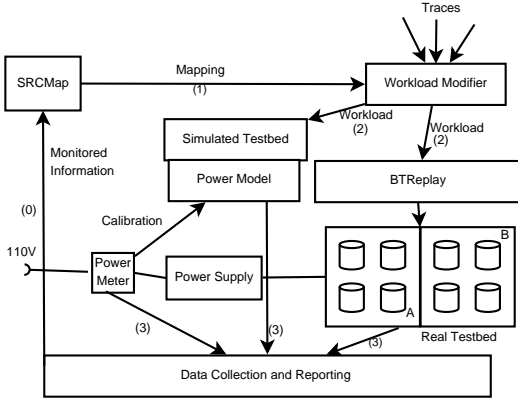 Traces
SRCMap
Mapping
(1)
Workload Modifier
Workload
(2)
Workload
(2)
Simulated Testbed
Power Model
BTReplay
Monitored
Information
(0)
Calibration
110V
Power
Meter
Power Supply
B
A
Real Testbed
(3)
(3)
(3)
Data Collection and Reporting